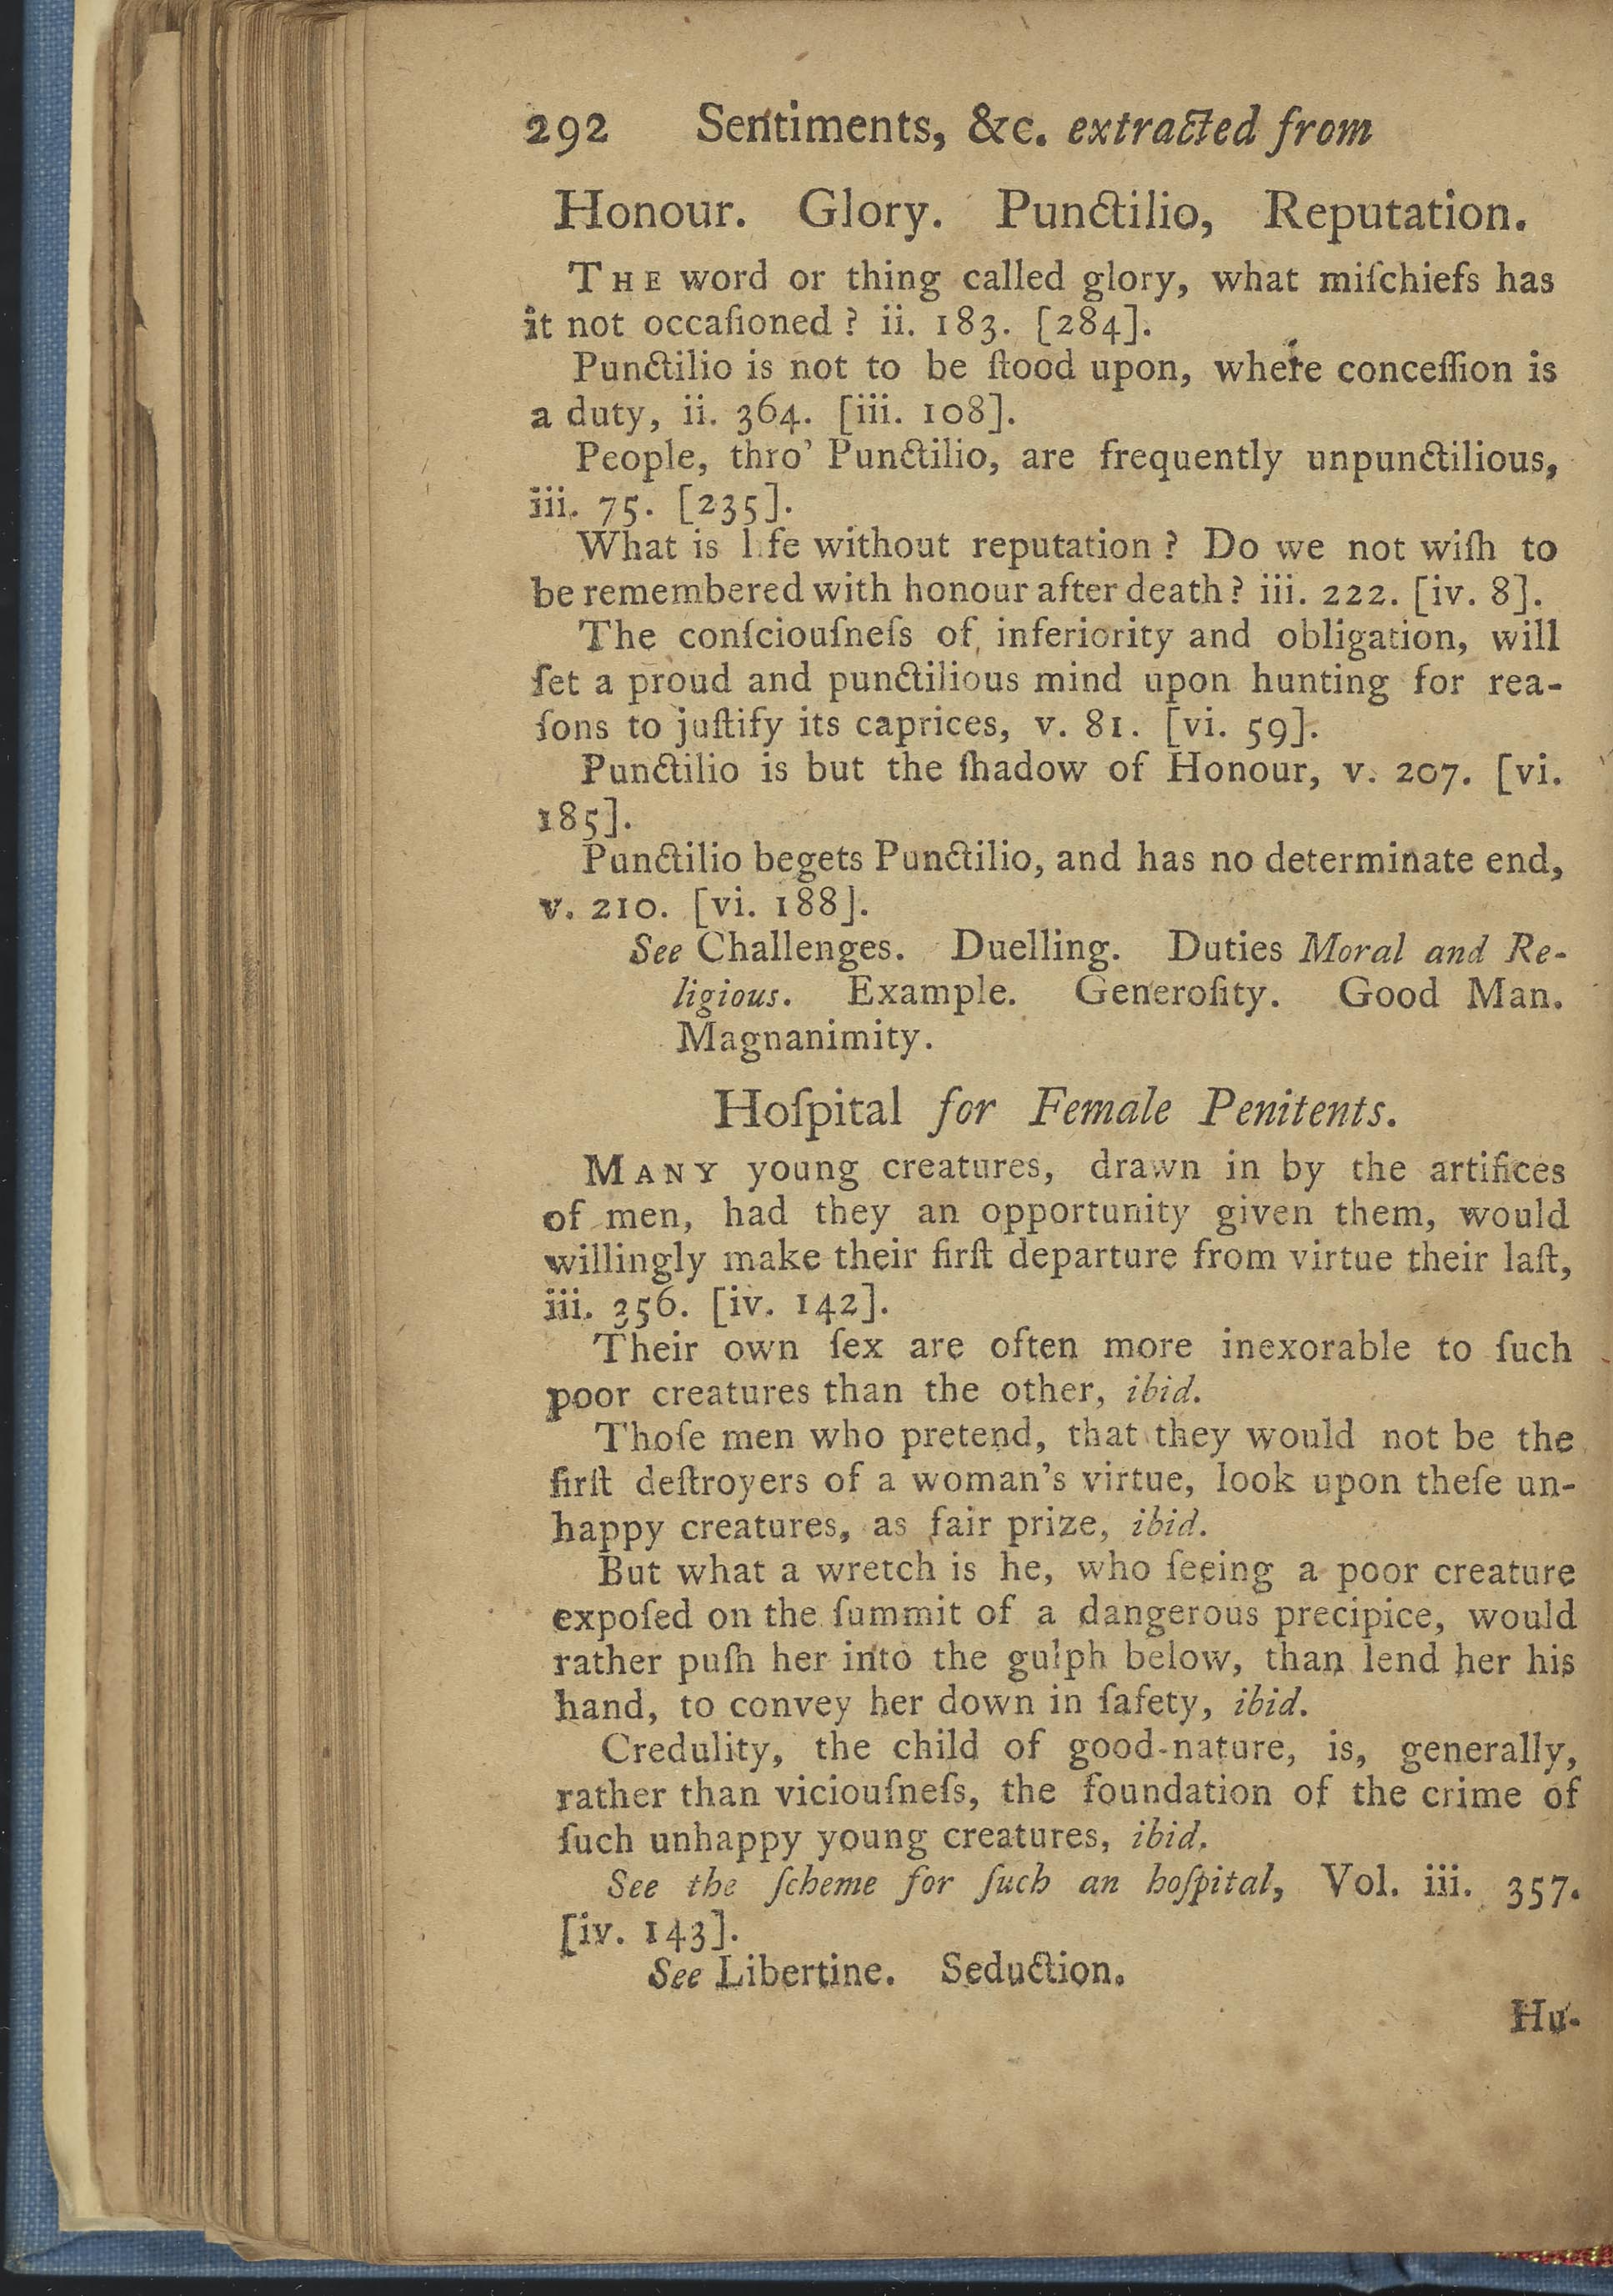 292 Sentiments, &c. extracted from
Honour. Glory. Punctilio, Reputation.
THE word or thing called glory, what miſchiefs has
it not occaſioned ? ii. 183. [284].
Punctilio is not to be ſtood upon, where conceſſion is
a duty, ii. 364. [iii. 108].
People, thro' Punctilio, are frequently unpunctilious,
iii. 75. [235].
What is life without reputation ? Do we not wiſh to
be remembered with honour after death ? iii. 222. [iv. 8].
The conſciouſneſs of inferiority and obligation, will
ſet a proud and punctilious mind upon hunting for rea-
ſons to juſtify its caprices, v. 81. [vi. 59].
Punctilio is but the ſhadow of Honour, v. 207. [vi.
185].
Punctilio begets Punctilio, and has no determinate end,
v. 210. [vi. 188].
See Challenges. Duelling. Duties Moral and Re-
ligious. Example. Generoſity. Good Man.
Magnanimity.
Hoſpital for Female Penitents.
MANY young creatures, drawn in by the artifices
of men, had they an opportunity given them, would
willingly make their firſt departure from virtue their laſt,
iii. 356. [iv. 142].
Their own ſex are often more inexorable to ſuch
poor creatures than the other, ibid.
Thoſe men who pretend, that they would not be the
firſt deſtroyers of a woman's virtue, look upon theſe un-
happy creatures, as fair prize, ibid.
But what a wretch is he, who ſeeing a poor creature
expoſed on the ſummit of a dangerous precipice, would
rather puſh her into the gulph below, than lend her his
hand, to convey her down in ſafety, ibid.
Credulity, the child of good-nature, is, generally,
rather than viciouſneſs, the foundation of the crime of
ſuch unhappy young creatures, ibid.
See the ſcheme for ſuch an hoſpital, Vol. iii. 357.
[iv. 143].
See Libertine. Seduction.
Hu-